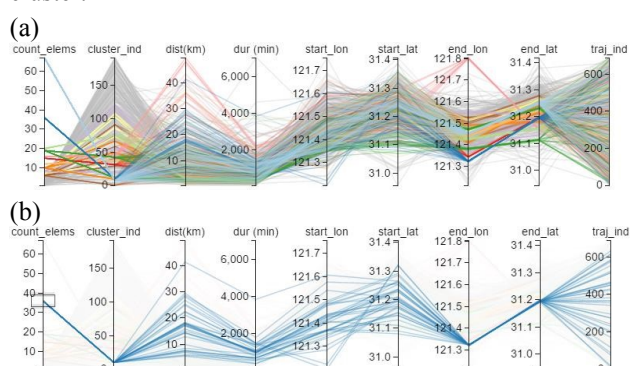 (a)
count_elems cluster_ind dist(km) dur (min) start_lon start_lat end_lon end_lat traj_ind
60 50 40 30 20 10
150 100 50 0
40 30 20 10
6,000 4,000 2,000
121.7 121.6 121.5 121.4 121.3
31.4 31.3 31.2 31.1 31.0
121.8 121.7 121.6 121.5 121.4 121.3
31.4 31.3 31.2 31.1 31.0
600 400 200 0
(b)
count_elems cluster_ind dist(km) dur (min) start_lon start_lat end_lon end_lat traj_ind
60 50 40 30 20 10
150 100 50
40 30 20 10
6,000 4,000 2,000
121.7 121.6 121.5 121.4 121.3
31.4 31.3 31.2 31.1 31.0
121.8 121.7 121.6 121.5 121.4 121.3
31.4 31.3 31.2 31.1 31.0
600 400 200